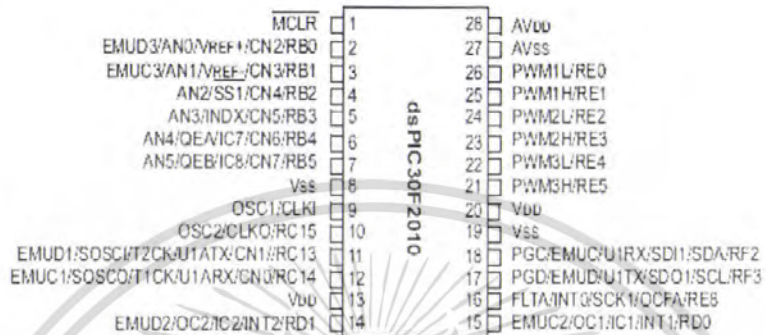 MCLR 1 28 AVDD
EMUD3/AN0/VREF+/CN2/RB0 2 27 AVSS
EMUC3/AN1/VREF-/CN3/RB1 3 26 PWM1L/RE0
AN2/SS1/CN4/RB2 4 25 PWM1H/RE1
AN3/INDX/CN5/RB3 5 24 PWM2L/RE2
AN4/QEA/IC7/CN6/RB4 6 23 PWM2H/RE3
AN5/QEB/IC8/CN7/RB5 7 22 PWM3L/RE4
VSS 8 21 PWM3H/RE5
OSC1/CLKI 9 20 VDD
OSC2/CLKO/RC15 10 19 VSS
EMUD1/SOSCI/T2CK/U1ATX/CN1/RC13 11 18 PGC/EMUC/U1RX/SDI1/SDA/RF2
EMUC1/SOSCO/T1CK/U1ARX/CN0/RC14 12 17 PGD/EMUD/U1TX/SDO1/SCL/RF3
VDD 13 16 FLTA/INT0/SCK1/OCFA/RE8
EMUD2/OC2/IC2/INT2/RD1 14 15 EMUC2/OC1/IC1/INT1/RD0
dsPIC30F2010